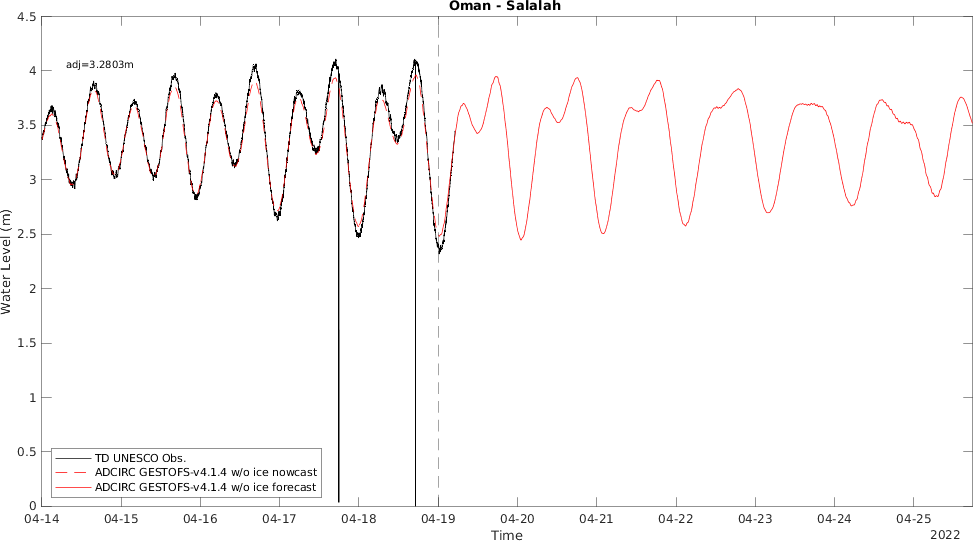 Oman - Salalah
4.5
adj=3.2803m
4
3.5
3
2.5
2
1.5
1
0.5
0
Water Level (m)
TD UNESCO Obs.
ADCIRC GESTOFS-v4.1.4 w/o ice nowcast
ADCIRC GESTOFS-v4.1.4 w/o ice forecast
04-14 04-15 04-16 04-17 04-18 04-19 04-20 04-21 04-22 04-23 04-24 04-25
Time
2022